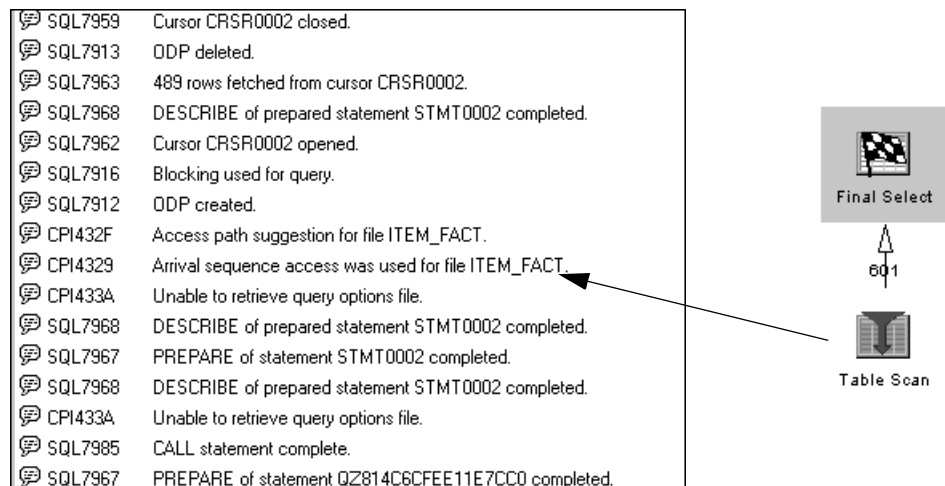 SQL7959 Cursor CRSR0002 closed.
SQL7913 ODP deleted.
SQL7963 489 rows fetched from cursor CRSR0002.
SQL7968 DESCRIBE of prepared statement STMT0002 completed.
SQL7962 Cursor CRSR0002 opened.
SQL7916 Blocking used for query.
SQL7912 ODP created.
CPI432F Access path suggestion for file ITEM_FACT.
CPI4329 Arrival sequence access was used for file ITEM_FACT.
CPI433A Unable to retrieve query options file.
SQL7968 DESCRIBE of prepared statement STMT0002 completed.
SQL7967 PREPARE of statement STMT0002 completed.
SQL7968 DESCRIBE of prepared statement STMT0002 completed.
CPI433A Unable to retrieve query options file.
SQL7985 CALL statement complete.
SQL7967 PREPARE of statement QZ814C6CFEE11E7CC0 completed.
Final Select
601
Table Scan